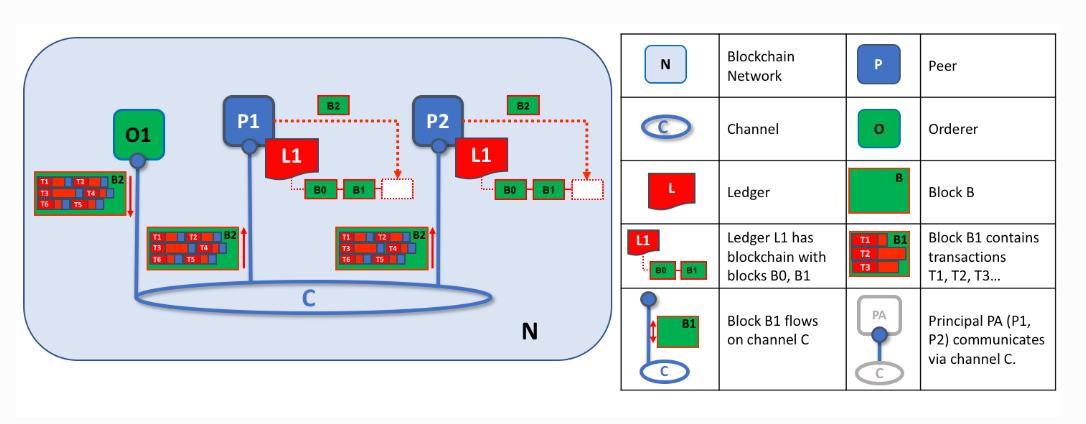 O1
P1
P2
B2
B2
L1
L1
B0 B1
B0 B1
T1 T2 B2
T3 T4
T6 T5
T1 T2 B2
T3 T4
T6 T5
T1 T2 B2
T3 T4
T6 T5
C
N
N
Blockchain
Network
P
Peer
C
Channel
O
Orderer
L
Ledger
B
Block B
L1
B0 B1
Ledger L1 has
blockchain with
blocks B0, B1
T1 B1
T2
T3
Block B1 contains
transactions
T1, T2, T3...
B1
C
Block B1 flows
on channel C
PA
C
Principal PA (P1,
P2) communicates
via channel C.